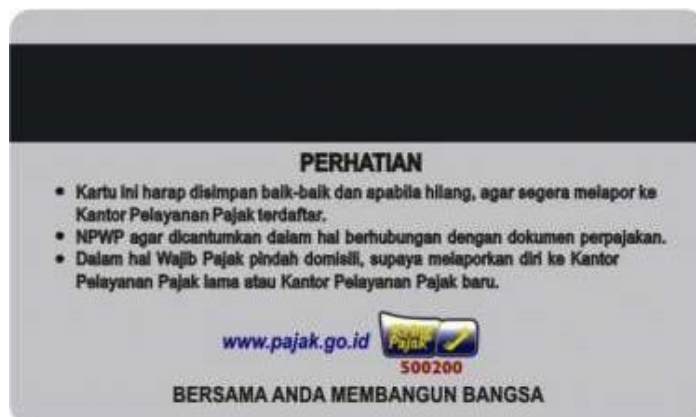 PERHATIAN
• Kartu ini harap disimpan baik-baik dan apabila hilang, agar segera melapor ke
Kantor Pelayanan Pajak terdaftar.
• NPWP agar dicantumkan dalam hal berhubungan dengan dokumen perpajakan.
• Dalam hal Wajib Pajak pindah domisili, supaya melaporkan diri ke Kantor
Pelayanan Pajak lama atau Kantor Pelayanan Pajak baru.
www.pajak.go.id
Kring
Pajak
500200
BERSAMA ANDA MEMBANGUN BANGSA